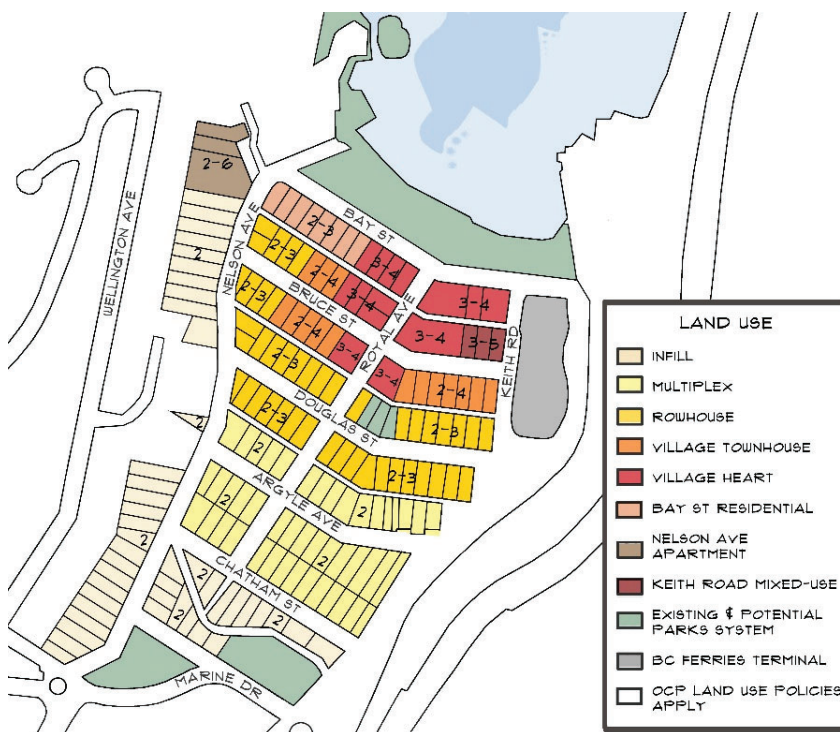 2-6
2
WELLINGTON AVE
NELSON AVE
BAY ST
2-3
3-4
2-3
2-4
3-4
BRUCE ST
ROYAL AVE
3-4
3-4
3-5
KEITH RD
2-3
2-4
3-4
3-4
2-4
2-3
2-3
DOUGLAS ST
2-3
2-3
2
2
2
ARGYLE AVE
2
2
2
CHATHAM ST
2
2
2
MARINE DR
LAND USE
INFILL
MULTIPLEX
ROWHOUSE
VILLAGE TOWNHOUSE
VILLAGE HEART
BAY ST RESIDENTIAL
NELSON AVE
APARTMENT
KEITH ROAD MIXED-USE
EXISTING & POTENTIAL
PARKS SYSTEM
BC FERRIES TERMINAL
OCP LAND USE POLICIES
APPLY